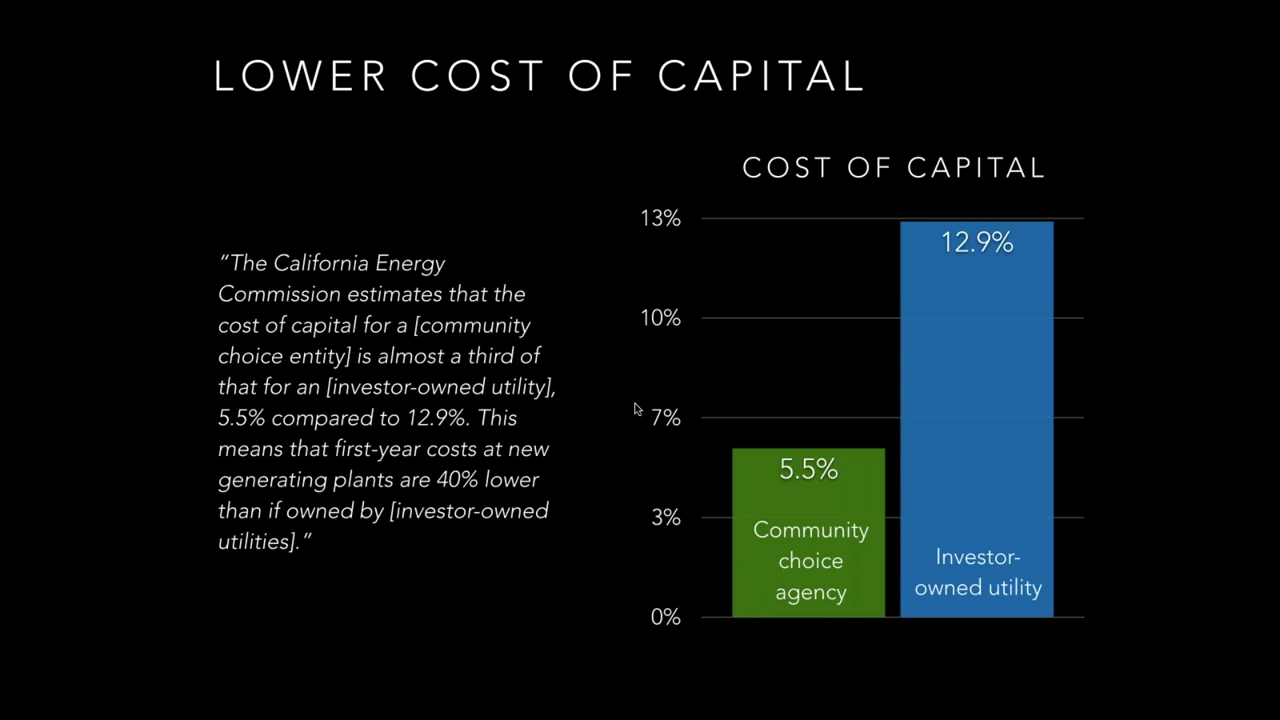 LOWER COST OF CAPITAL
“The California Energy
Commission estimates that the
cost of capital for a [community
choice entity] is almost a third of
that for an [investor-owned utility],
5.5% compared to 12.9%. This
means that first-year costs at new
generating plants are 40% lower
than if owned by [investor-owned
utilities].”
COST OF CAPITAL
13%
10%
7%
3%
0%
5.5%
Community
choice
agency
12.9%
Investor-
owned utility